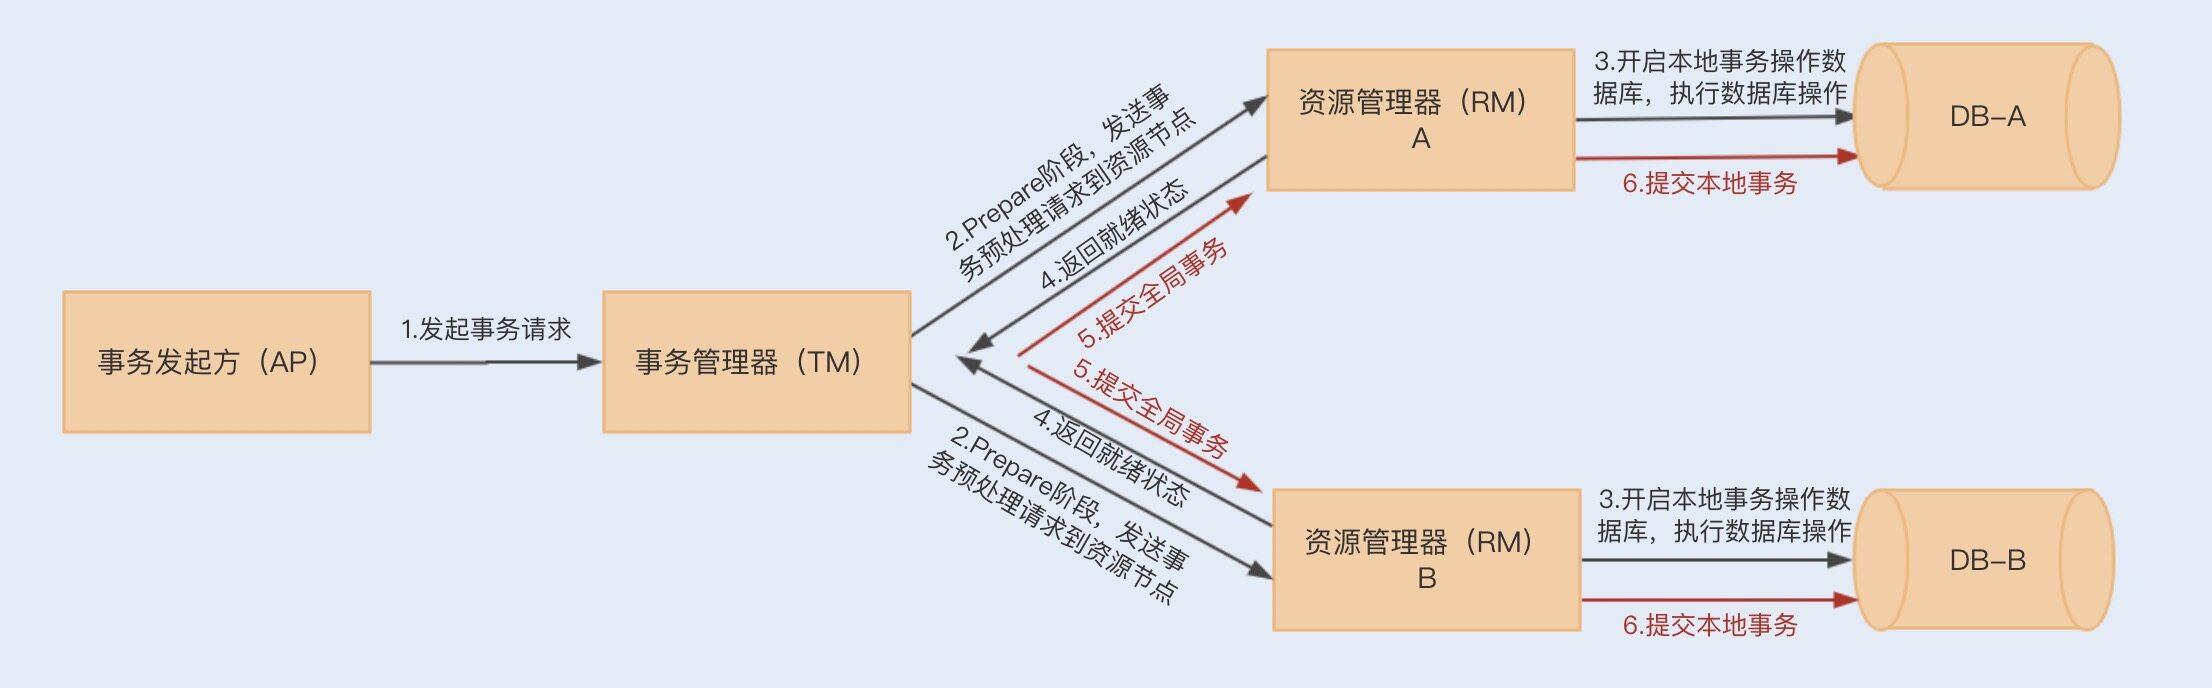 事务发起方（AP）
1.发起事务请求
事务管理器（TM）
2.Prepare阶段，发送事
务预处理请求到资源节点
4.返回就绪状态
5.提交全局事务
5.提交全局事务
4.返回就绪状态
2.Prepare阶段，发送事
务预处理请求到资源节点
资源管理器（RM）
A
3.开启本地事务操作数
据库，执行数据库操作
6.提交本地事务
DB-A
资源管理器（RM）
B
3.开启本地事务操作数
据库，执行数据库操作
6.提交本地事务
DB-B